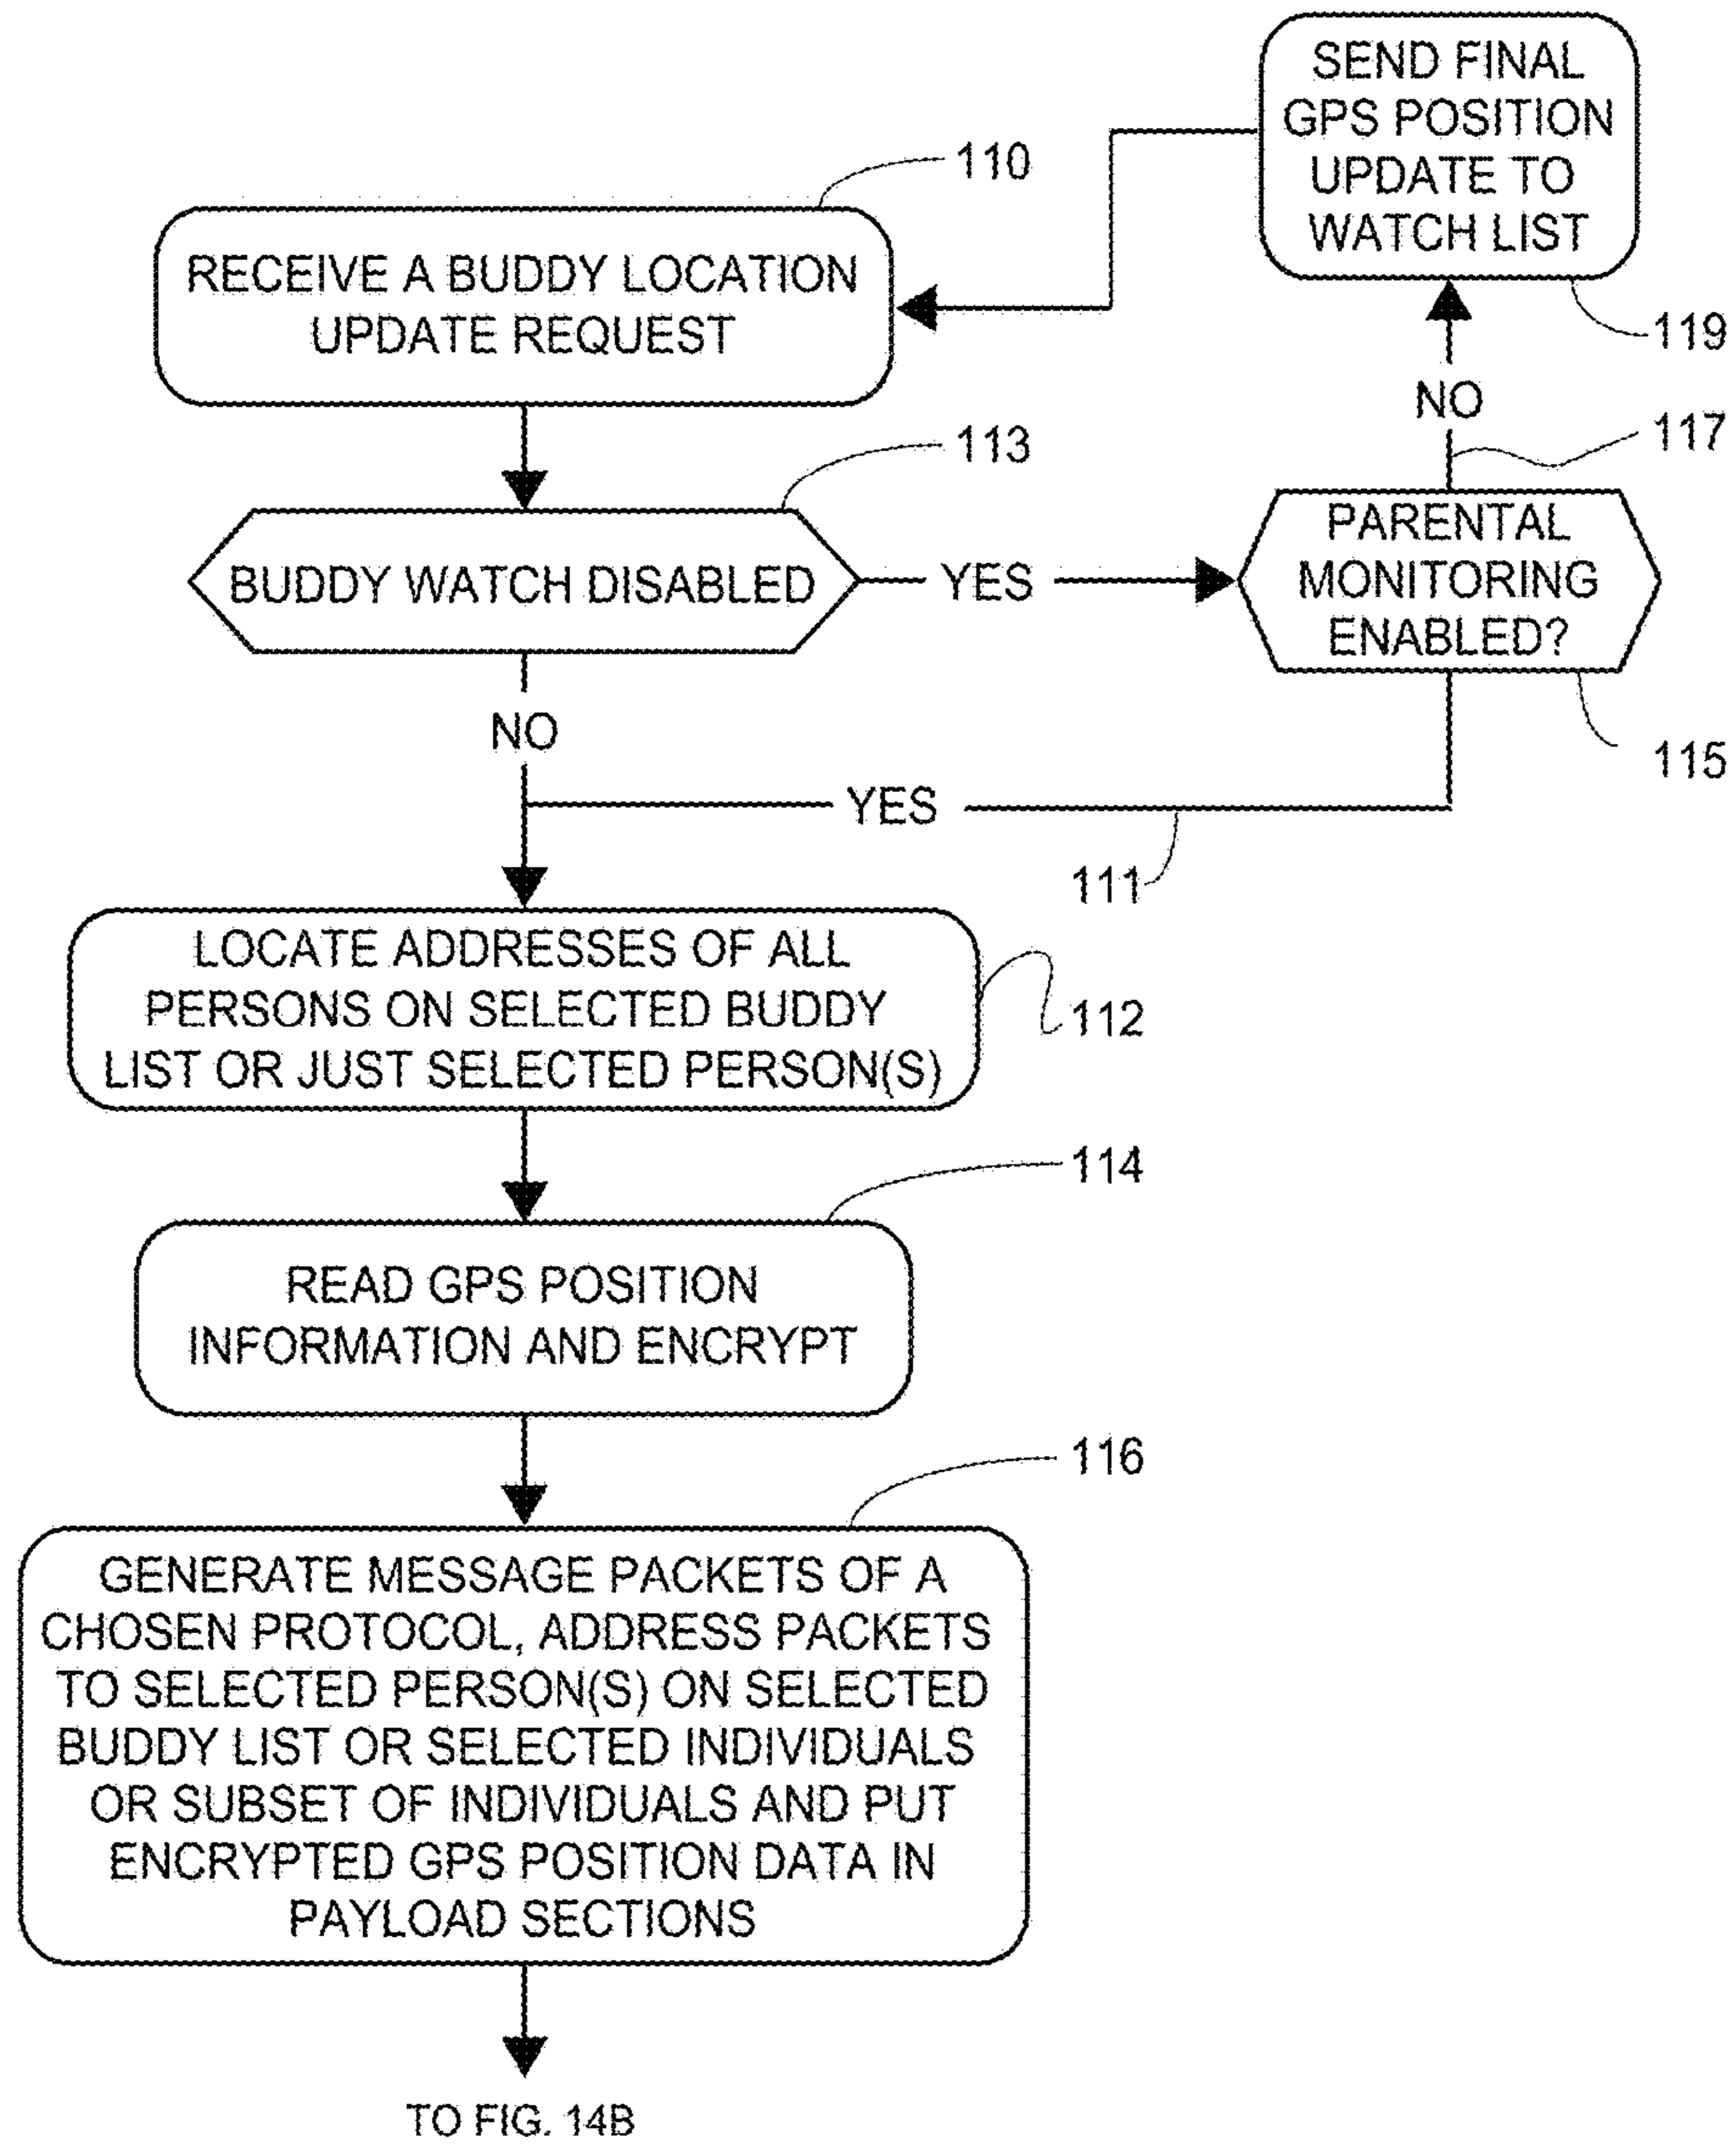 SEND FINAL
GPS POSITION
UPDATE TO
WATCH LIST
119
110
RECEIVE A BUDDY LOCATION
UPDATE REQUEST
NO
117
113
BUDDY WATCH DISABLED
YES
PARENTAL
MONITORING
ENABLED?
115
NO
YES
111
LOCATE ADDRESSES OF ALL
PERSONS ON SELECTED BUDDY
LIST OR JUST SELECTED PERSON(S)
112
114
READ GPS POSITION
INFORMATION AND ENCRYPT
116
GENERATE MESSAGE PACKETS OF A
CHOSEN PROTOCOL, ADDRESS PACKETS
TO SELECTED PERSON(S) ON SELECTED
BUDDY LIST OR SELECTED INDIVIDUALS
OR SUBSET OF INDIVIDUALS AND PUT
ENCRYPTED GPS POSITION DATA IN
PAYLOAD SECTIONS
TO FIG. 14B